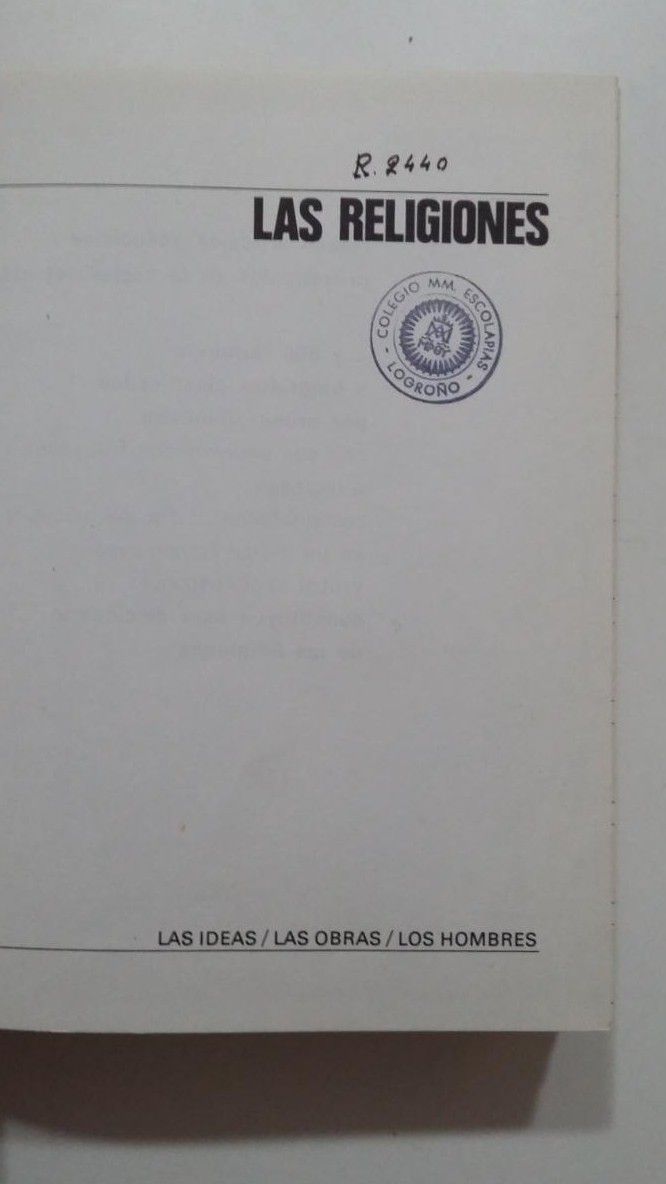 R. 2440
LAS RELIGIONES
COLEGIO MM. ESCOLAPIAS
- LOGROÑO -
LAS IDEAS / LAS OBRAS / LOS HOMBRES